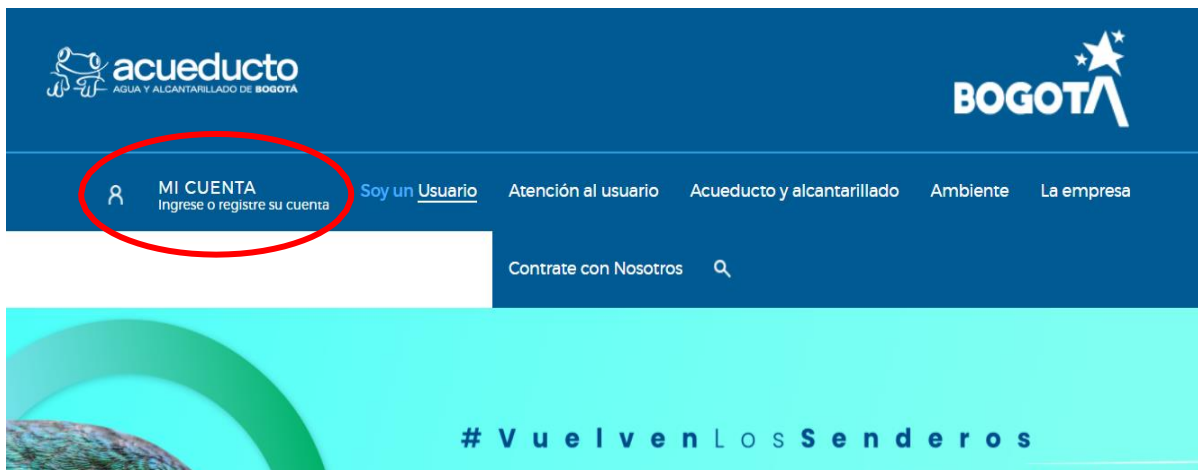 acueducto
AGUA Y ALCANTARILLADO DE BOGOTÁ
BOGOTÁ
MI CUENTA
Ingrese o registre su cuenta
Soy un Usuario
Atención al usuario
Acueducto y alcantarillado
Ambiente
La empresa
Contrate con Nosotros
#VuelvenLosSenderos